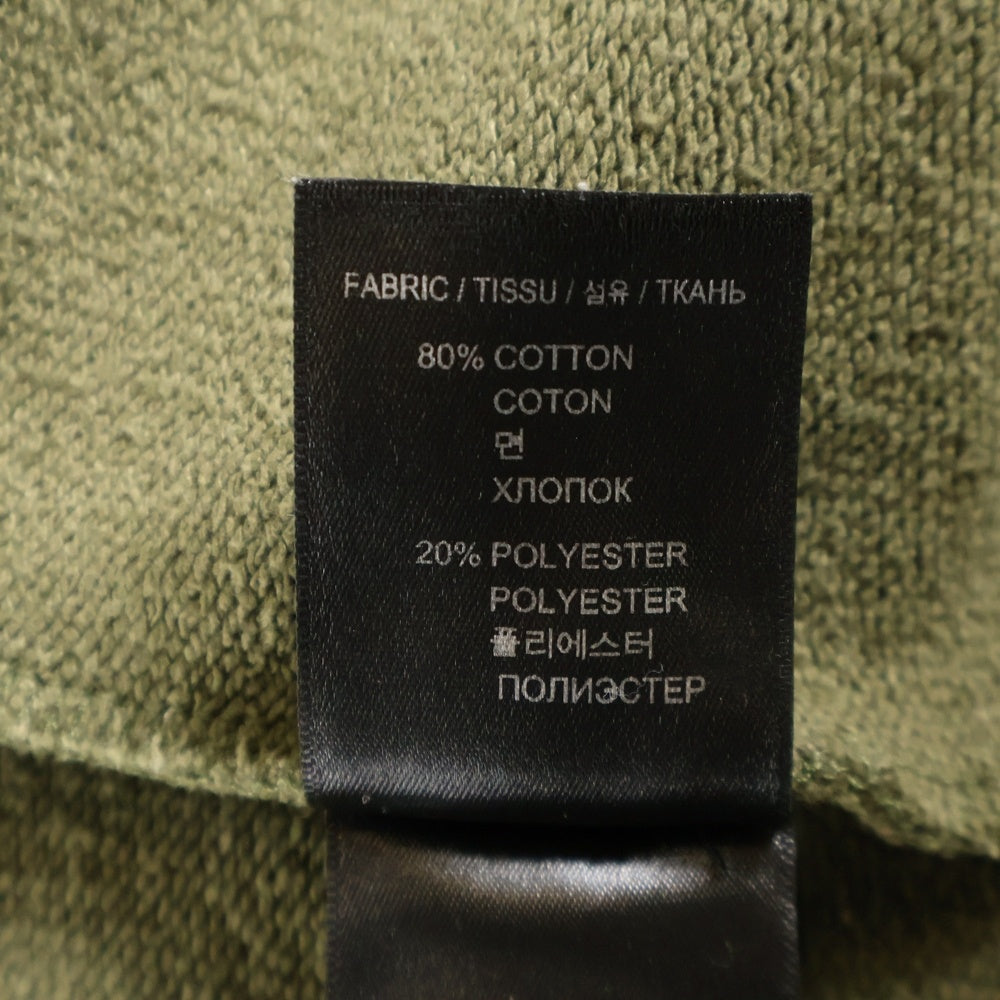 FABRIC / TISSU / 섬유 / ТКАНЬ
80% COTTON
COTON
면
ХЛОПОК
20% POLYESTER
POLYESTER
폴리에스터
ПОЛИЭСТЕР